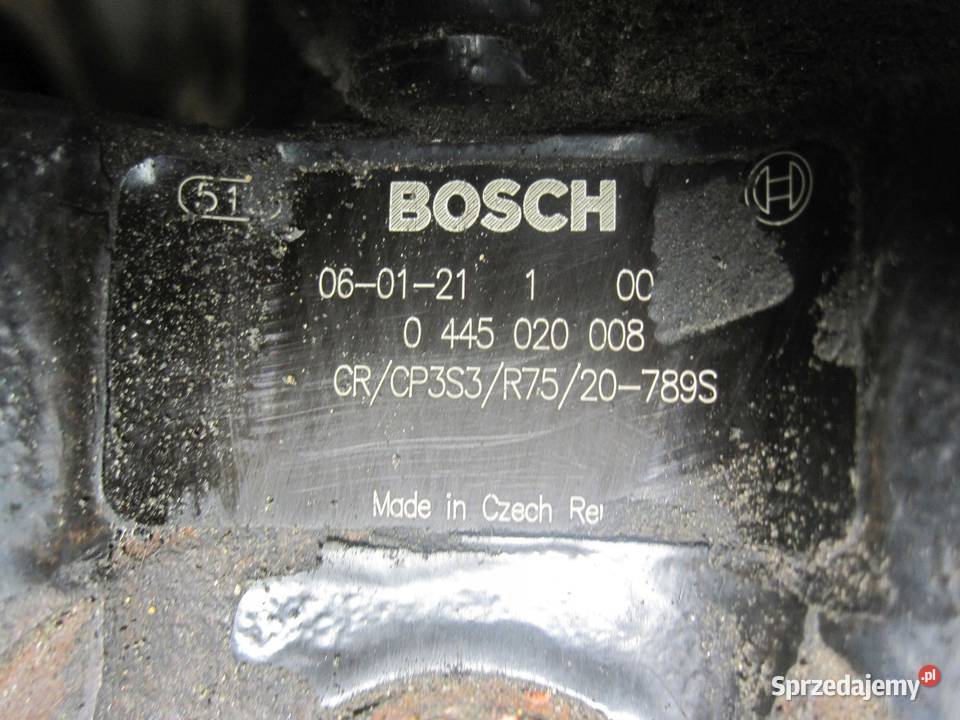 51 BOSCH
06-01-21 1 00
0 445 020 008
CR/CP3S3/R75/20-789S
Made in Czech
Sprzedajemy.pl